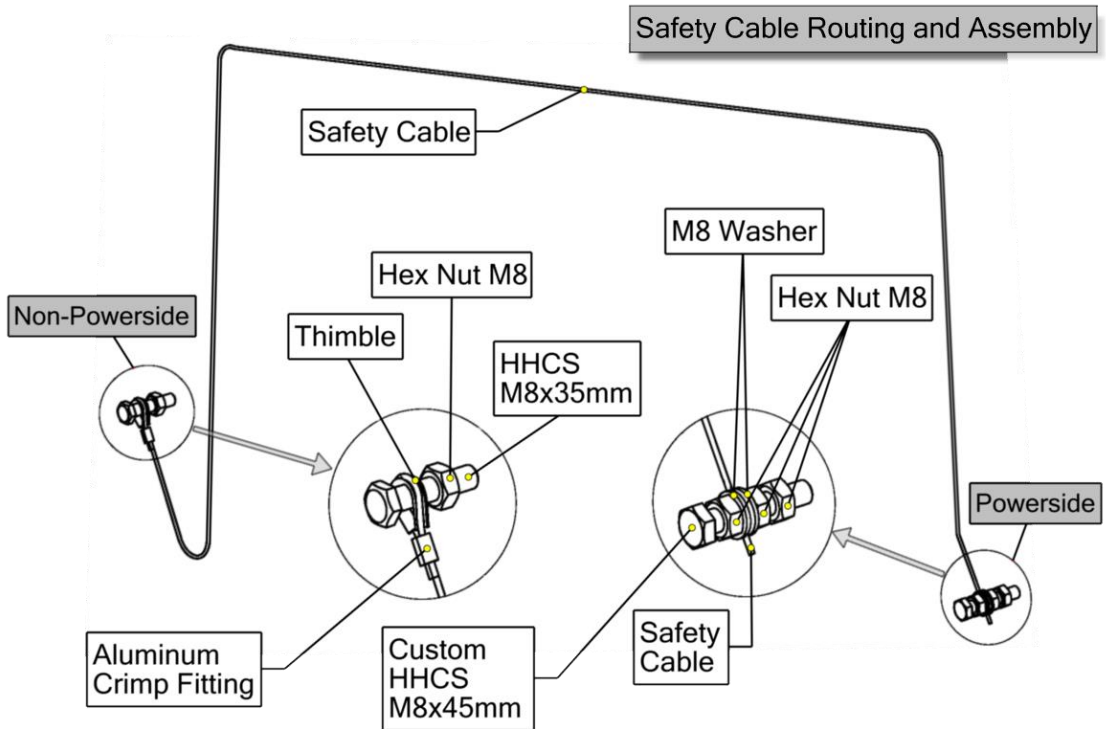 Safety Cable Routing and Assembly
Safety Cable
M8 Washer
Hex Nut M8
Hex Nut M8
Non-Powerside
Thimble
HHCS
M8x35mm
Powerside
Aluminum
Crimp Fitting
Custom
HHCS
M8x45mm
Safety
Cable